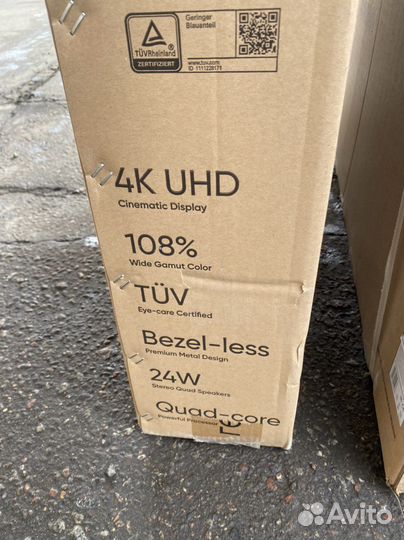 TÜVRheinland
ZERTIFIZIERT
Geringer
Blauanteil
www.tuv.com
ID 1111228171
4K UHD
Cinematic Display
108%
Wide Gamut Color
TÜV
Eye-care Certified
Bezel-less
Premium Metal Design
24W
Stereo Quad Speakers
Quad-core
Powerful Processor
Avito